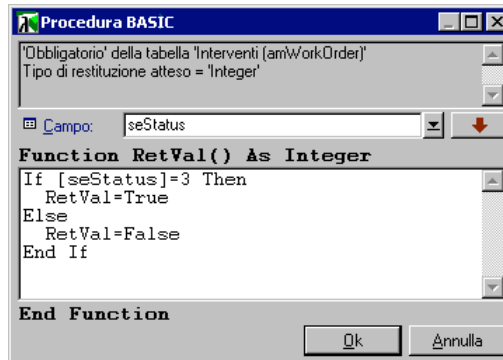 Procedura BASIC
'Obbligatorio' della tabella 'Interventi (amWorkOrder)'
Tipo di restituzione atteso = 'Integer'
Campo: seStatus
Function RetVal() As Integer
If [seStatus]=3 Then
  RetVal=True
Else
  RetVal=False
End If
End Function
Ok Annulla